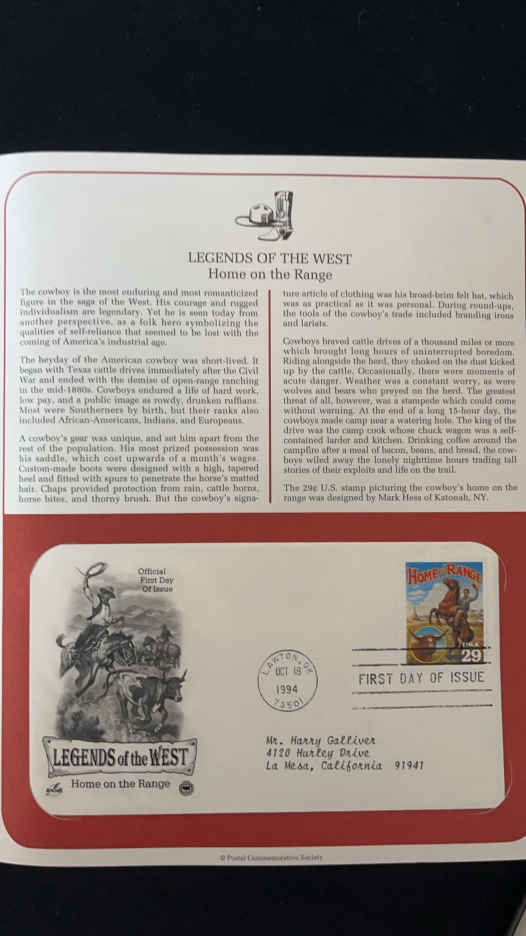 LEGENDS OF THE WEST
Home on the Range
The cowboy is the most enduring and most romanticized
figure in the saga of the West. His courage and rugged
individualism are legendary. Yet he is seen today from
another perspective, as a folk hero symbolizing the
qualities of self-reliance that seemed to be lost with the
coming of America's industrial age.
The heyday of the American cowboy was short-lived. It
began with Texas cattle drives immediately after the Civil
War and ended with the demise of open-range ranching
in the mid-1880s. Cowboys endured a life of hard work,
low pay, and a public image as rowdy, drunken ruffians.
Most were Southerners by birth, but their ranks also
included African-Americans, Indians, and Europeans.
A cowboy's gear was unique, and set him apart from the
rest of the population. His most prized possession was
his saddle, which cost upwards of a month's wages.
Custom-made boots were designed with a high, tapered
heel and fitted with spurs to penetrate the horse's matted
hair. Chaps provided protection from rain, cattle horns,
horse bites, and thorny brush. But the cowboy's signa-
ture article of clothing was his broad-brim felt hat, which
was as practical as it was personal. During round-ups,
the tools of the cowboy's trade included branding irons
and lariats.
Cowboys braved cattle drives of a thousand miles or more
which brought long hours of uninterrupted boredom.
Riding alongside the herd, they choked on the dust kicked
up by the cattle. Occasionally, there were moments of
acute danger. Weather was a constant worry, as were
wolves and bears who preyed on the herd. The greatest
threat of all, however, was a stampede which could come
without warning. At the end of a long 15-hour day, the
cowboys made camp near a watering hole. The king of the
drive was the camp cook whose chuck wagon was a self-
contained larder and kitchen. Drinking coffee around the
campfire after a meal of bacon, beans, and bread, the cow-
boys wiled away the lonely nighttime hours trading tall
stories of their exploits and life on the trail.
The 29¢ U.S. stamp picturing the cowboy's home on the
range was designed by Mark Hess of Katonah, NY.
Official
First Day
Of Issue
HOME ON THE RANGE
USA
29
LAWTON, OK
OCT 18
1994
73501
FIRST DAY OF ISSUE
Mr. Harry Galliver
4120 Hurley Drive
La Mesa, California 91941
LEGENDS of the WEST
Home on the Range
© Postal Commemorative Society